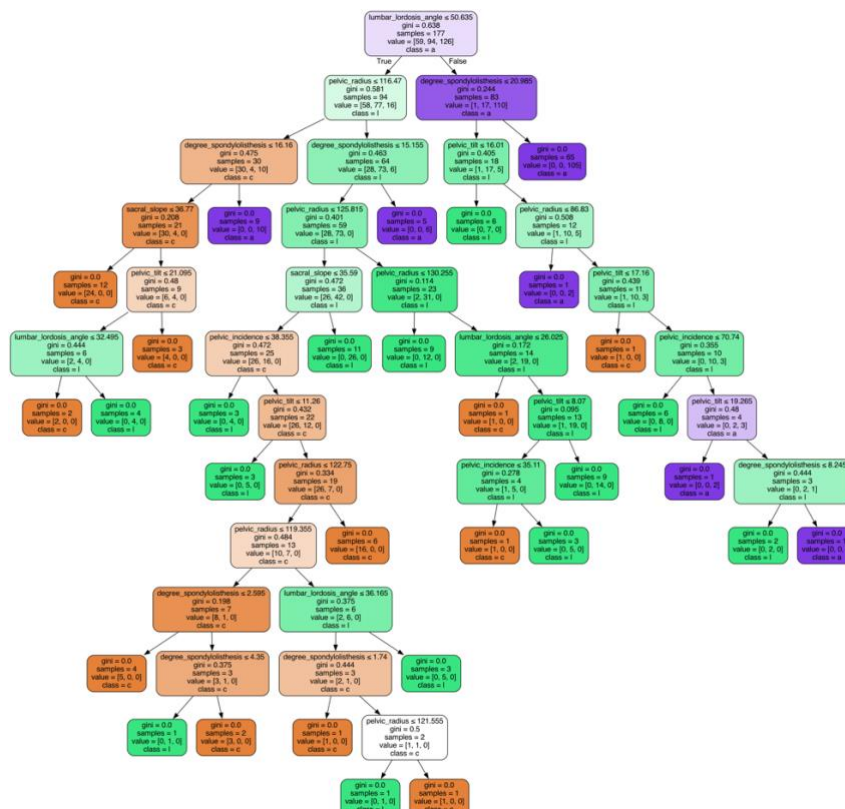 lumbar_lordosis_angle ≤ 50.635
gini = 0.638
samples = 177
value = [59, 94, 126]
class = a
True
False
pelvic_radius ≤ 116.47
gini = 0.581
samples = 94
value = [58, 77, 16]
class = l
degree_spondylolisthesis ≤ 20.985
gini = 0.244
samples = 83
value = [1, 17, 110]
class = a
degree_spondylolisthesis ≤ 16.16
gini = 0.475
samples = 30
value = [30, 4, 10]
class = c
degree_spondylolisthesis ≤ 15.155
gini = 0.463
samples = 64
value = [28, 73, 6]
class = l
pelvic_tilt ≤ 16.01
gini = 0.405
samples = 18
value = [1, 17, 5]
class = l
gini = 0.0
samples = 65
value = [0, 0, 105]
class = a
sacral_slope ≤ 36.77
gini = 0.208
samples = 21
value = [30, 4, 0]
class = c
gini = 0.0
samples = 9
value = [0, 0, 10]
class = a
pelvic_radius ≤ 125.815
gini = 0.401
samples = 59
value = [28, 73, 0]
class = l
gini = 0.0
samples = 5
value = [0, 0, 6]
class = a
gini = 0.0
samples = 6
value = [0, 7, 0]
class = l
pelvic_radius ≤ 86.83
gini = 0.508
samples = 12
value = [1, 10, 5]
class = l
gini = 0.0
samples = 12
value = [24, 0, 0]
class = c
pelvic_tilt ≤ 21.095
gini = 0.48
samples = 9
value = [6, 4, 0]
class = c
sacral_slope ≤ 35.59
gini = 0.472
samples = 36
value = [26, 42, 0]
class = l
pelvic_radius ≤ 130.255
gini = 0.114
samples = 23
value = [2, 31, 0]
class = l
gini = 0.0
samples = 1
value = [0, 0, 2]
class = a
pelvic_tilt ≤ 17.16
gini = 0.439
samples = 11
value = [1, 10, 3]
class = l
lumbar_lordosis_angle ≤ 32.495
gini = 0.444
samples = 6
value = [2, 4, 0]
class = l
gini = 0.0
samples = 3
value = [4, 0, 0]
class = c
pelvic_incidence ≤ 38.355
gini = 0.472
samples = 25
value = [26, 16, 0]
class = c
gini = 0.0
samples = 11
value = [0, 26, 0]
class = l
gini = 0.0
samples = 9
value = [0, 12, 0]
class = l
lumbar_lordosis_angle ≤ 26.025
gini = 0.172
samples = 14
value = [2, 19, 0]
class = l
gini = 0.0
samples = 1
value = [1, 0, 0]
class = c
pelvic_incidence ≤ 70.74
gini = 0.355
samples = 10
value = [0, 10, 3]
class = l
gini = 0.0
samples = 2
value = [2, 0, 0]
class = c
gini = 0.0
samples = 4
value = [0, 4, 0]
class = l
gini = 0.0
samples = 3
value = [0, 4, 0]
class = l
pelvic_tilt ≤ 11.26
gini = 0.432
samples = 22
value = [26, 12, 0]
class = c
gini = 0.0
samples = 1
value = [1, 0, 0]
class = c
pelvic_tilt ≤ 8.07
gini = 0.095
samples = 13
value = [1, 19, 0]
class = l
gini = 0.0
samples = 6
value = [0, 8, 0]
class = l
pelvic_tilt ≤ 19.265
gini = 0.48
samples = 4
value = [0, 2, 3]
class = a
gini = 0.0
samples = 3
value = [0, 5, 0]
class = l
pelvic_radius ≤ 122.75
gini = 0.334
samples = 19
value = [26, 7, 0]
class = c
pelvic_incidence ≤ 35.11
gini = 0.278
samples = 4
value = [1, 5, 0]
class = l
gini = 0.0
samples = 9
value = [0, 14, 0]
class = l
gini = 0.0
samples = 1
value = [0, 0, 2]
class = a
degree_spondylolisthesis ≤ 8.245
gini = 0.444
samples = 3
value = [0, 2, 1]
class = l
pelvic_radius ≤ 119.355
gini = 0.484
samples = 13
value = [10, 7, 0]
class = c
gini = 0.0
samples = 6
value = [16, 0, 0]
class = c
gini = 0.0
samples = 1
value = [1, 0, 0]
class = c
gini = 0.0
samples = 3
value = [0, 5, 0]
class = l
gini = 0.0
samples = 2
value = [0, 2, 0]
class = l
gini = 0.0
samples =
value = [0, 0,
class = a
degree_spondylolisthesis ≤ 2.595
gini = 0.198
samples = 7
value = [8, 1, 0]
class = c
lumbar_lordosis_angle ≤ 36.165
gini = 0.375
samples = 6
value = [2, 6, 0]
class = l
gini = 0.0
samples = 4
value = [5, 0, 0]
class = c
degree_spondylolisthesis ≤ 4.35
gini = 0.375
samples = 3
value = [3, 1, 0]
class = c
degree_spondylolisthesis ≤ 1.74
gini = 0.444
samples = 3
value = [2, 1, 0]
class = c
gini = 0.0
samples = 3
value = [0, 5, 0]
class = l
gini = 0.0
samples = 1
value = [0, 1, 0]
class = l
gini = 0.0
samples = 2
value = [3, 0, 0]
class = c
gini = 0.0
samples = 1
value = [1, 0, 0]
class = c
pelvic_radius ≤ 121.555
gini = 0.5
samples = 2
value = [1, 1, 0]
class = c
gini = 0.0
samples = 1
value = [0, 1, 0]
gini = 0.0
samples = 1
value = [1, 0, 0]